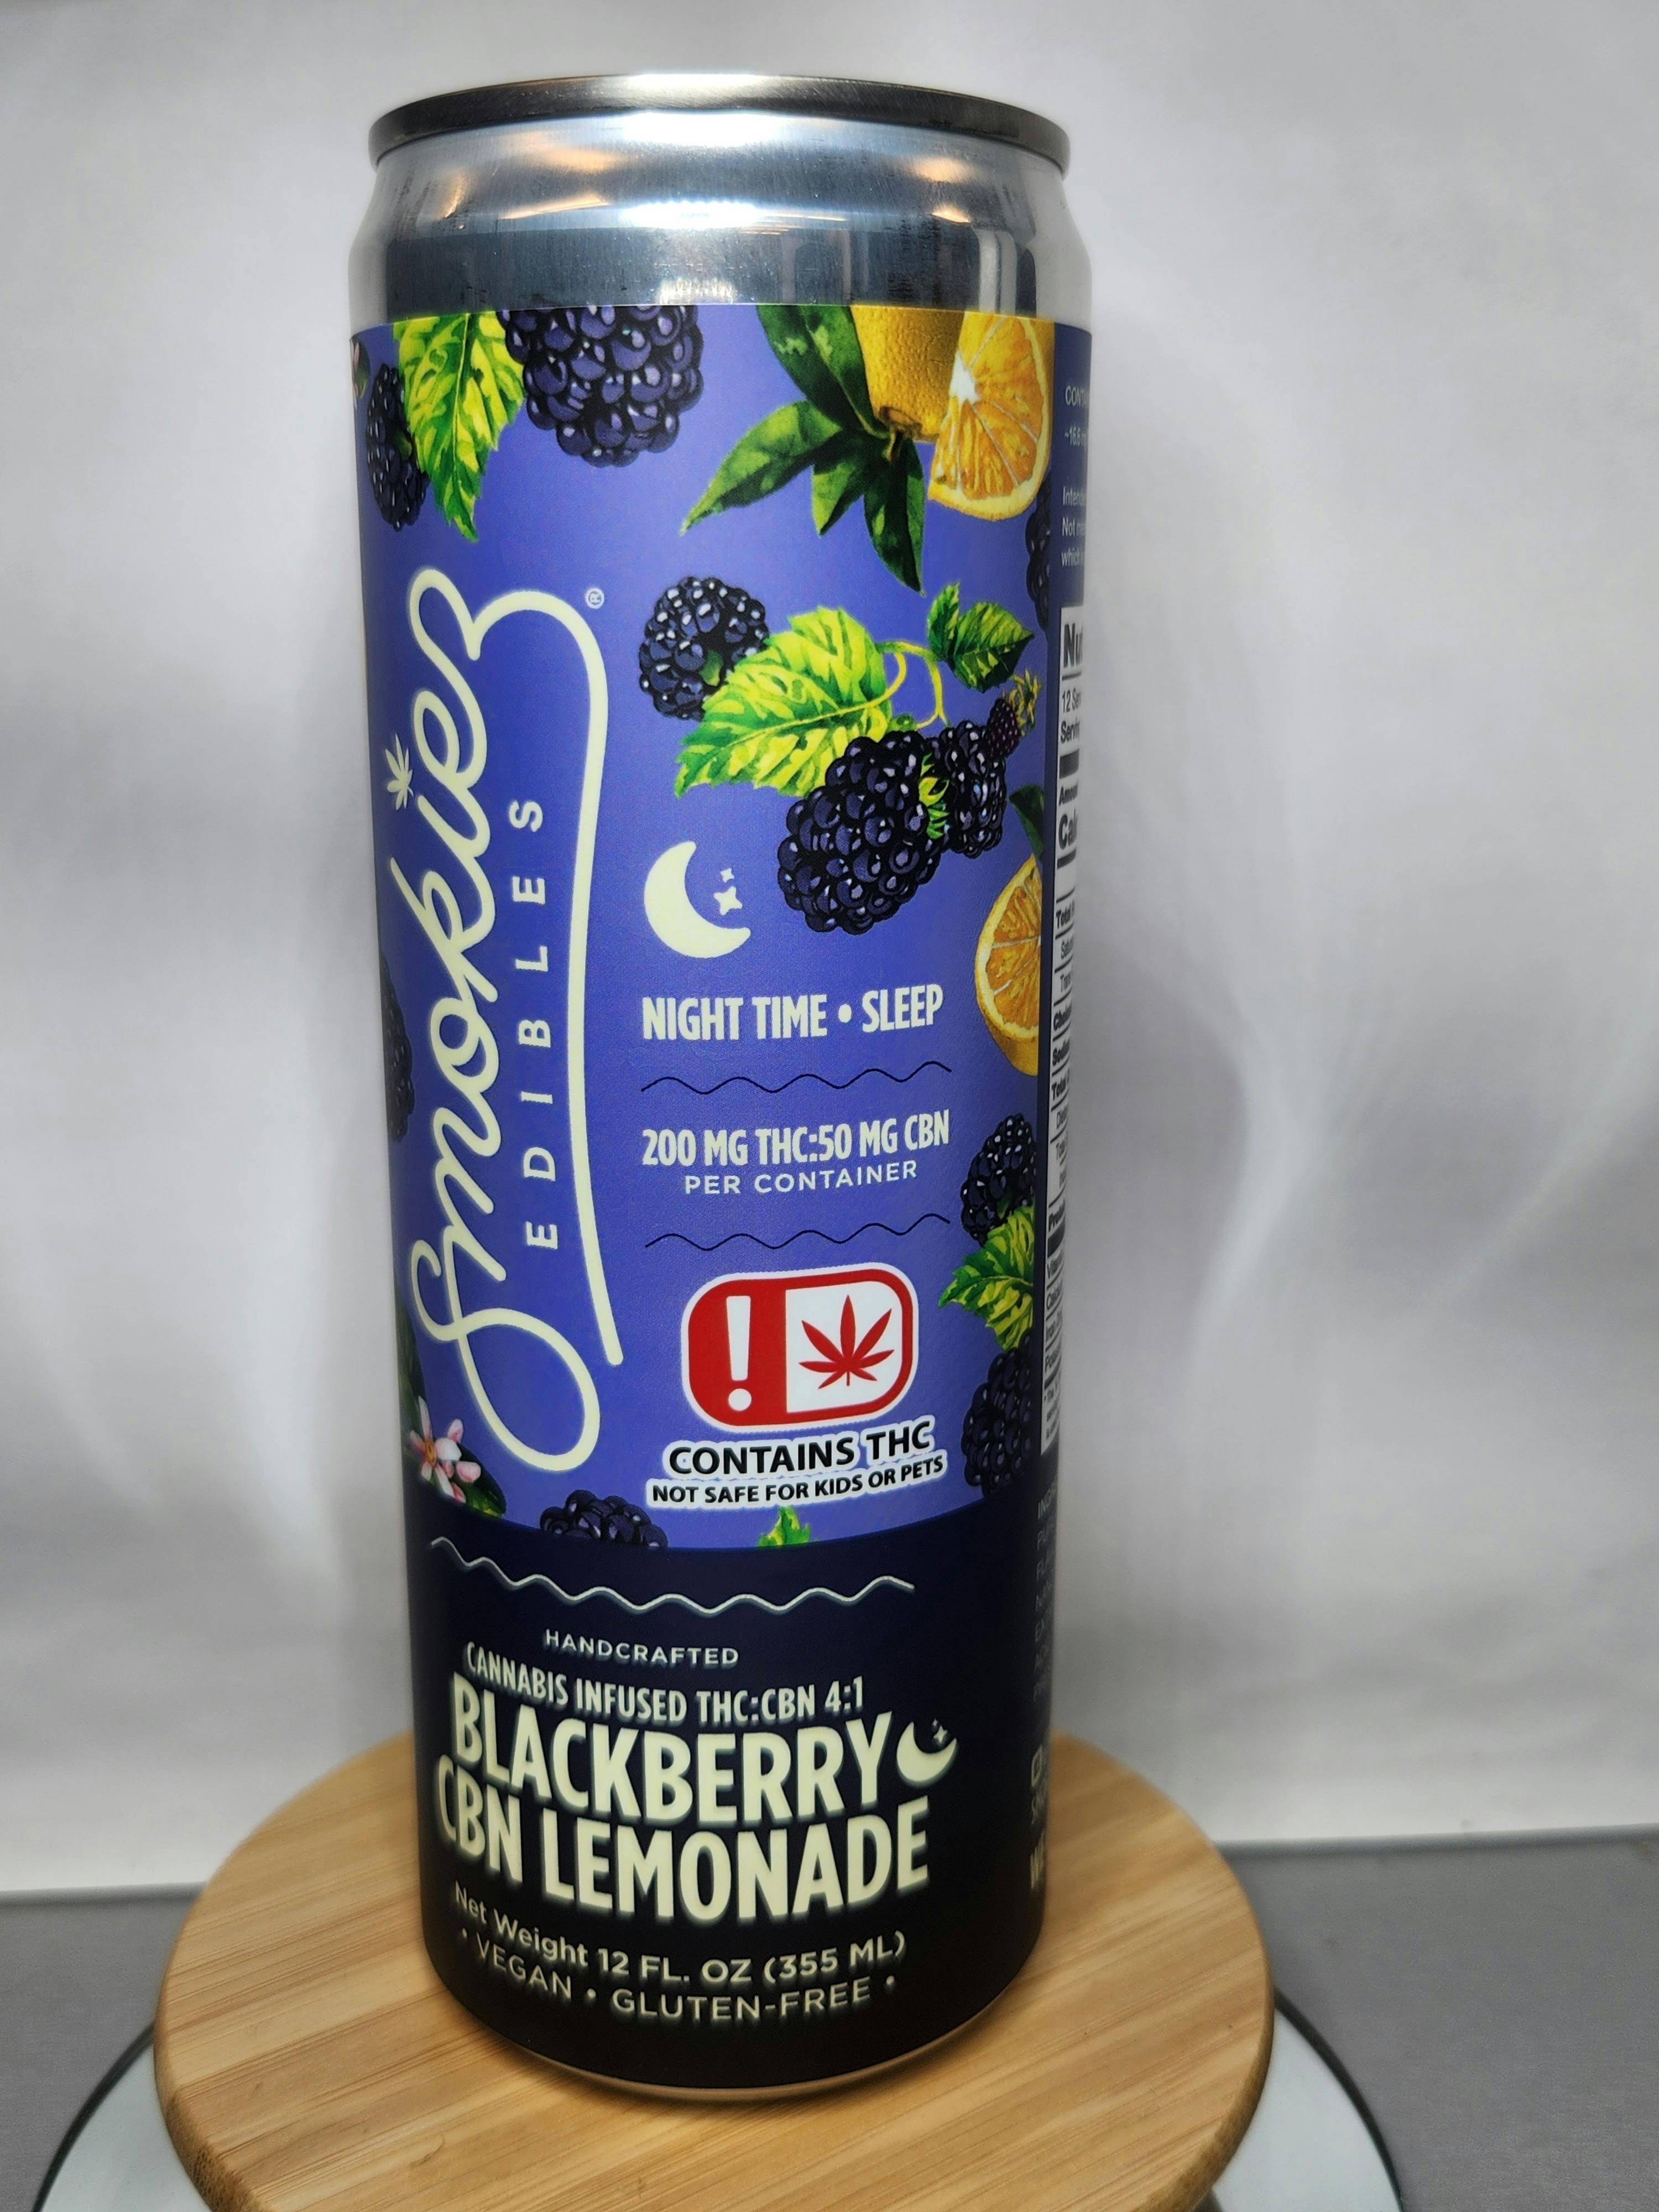 Smokiez®
EDIBLES
NIGHT TIME • SLEEP
200 MG THC:50 MG CBN
PER CONTAINER
!
CONTAINS THC
NOT SAFE FOR KIDS OR PETS
HANDCRAFTED
CANNABIS INFUSED THC:CBN 4:1
BLACKBERRY
CBN LEMONADE
Net Weight 12 FL. OZ (355 ML)
• VEGAN • GLUTEN-FREE •
Not
12